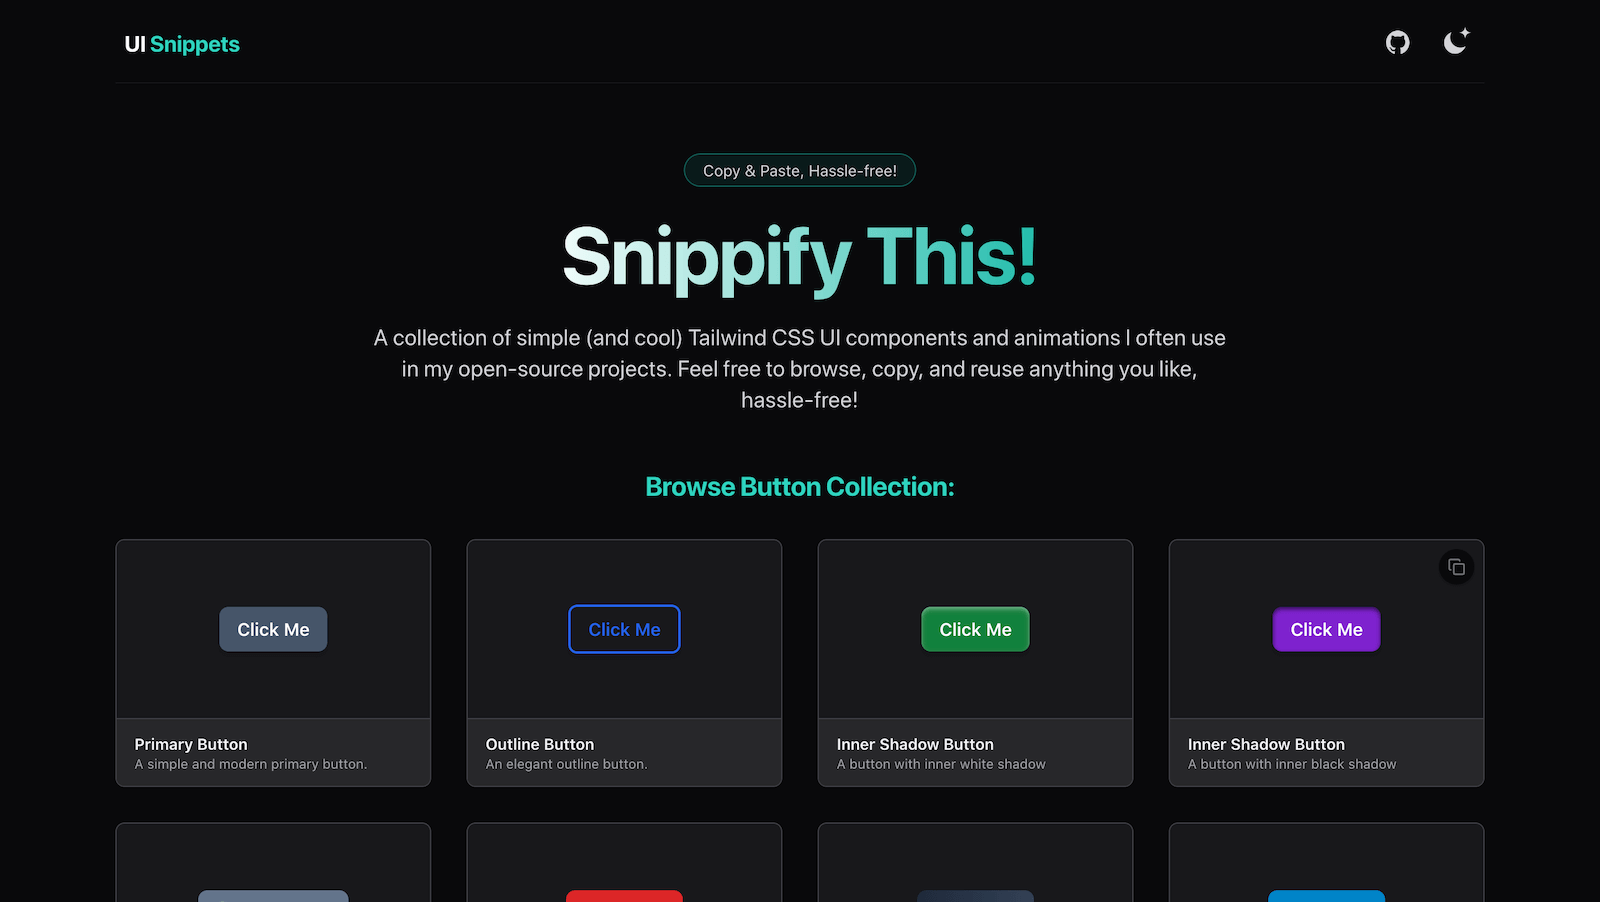 UI Snippets
Copy & Paste, Hassle-free!
Snippify This!
A collection of simple (and cool) Tailwind CSS UI components and animations I often use
in my open-source projects. Feel free to browse, copy, and reuse anything you like,
hassle-free!
Browse Button Collection:
Click Me
Primary Button
A simple and modern primary button.
Click Me
Outline Button
An elegant outline button.
Click Me
Inner Shadow Button
A button with inner white shadow
Click Me
Inner Shadow Button
A button with inner black shadow